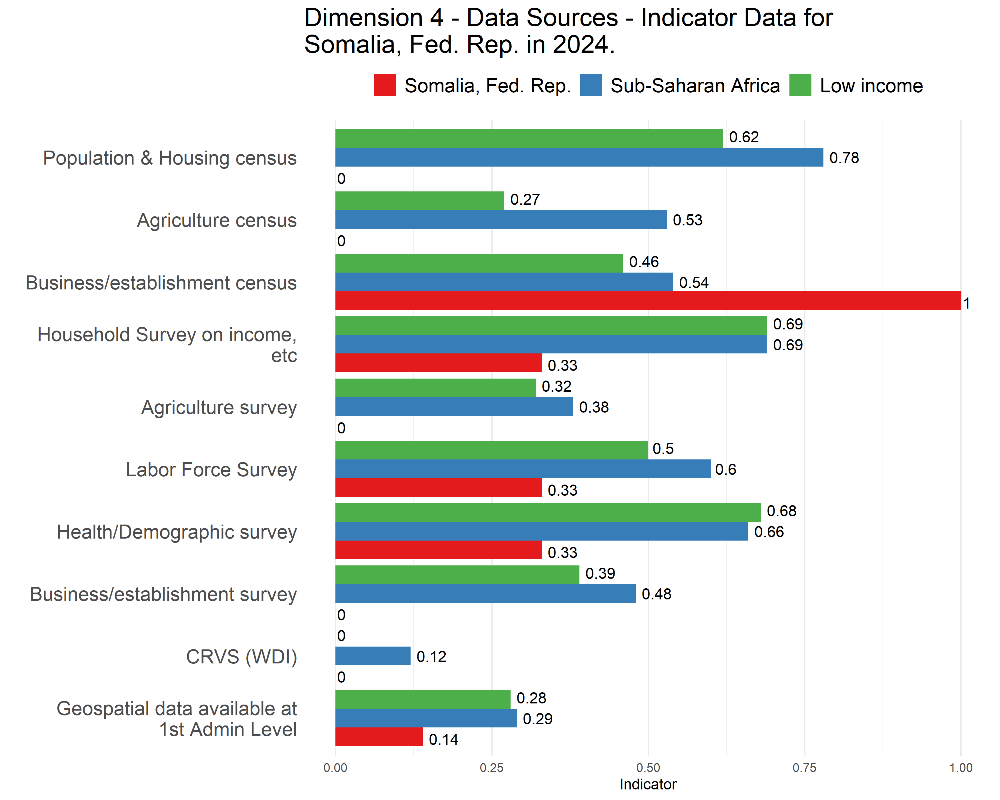 Dimension 4 - Data Sources - Indicator Data for
Somalia, Fed. Rep. in 2024.
Somalia, Fed. Rep.
Sub-Saharan Africa
Low income
Population & Housing census
0.62
0.78
0
Agriculture census
0.27
0.53
0
Business/establishment census
0.46
0.54
1
Household Survey on income,
etc
0.69
0.69
0.33
Agriculture survey
0.32
0.38
0
Labor Force Survey
0.5
0.6
0.33
Health/Demographic survey
0.68
0.66
0.33
Business/establishment survey
0.39
0.48
0
CRVS (WDI)
0
0.12
0
Geospatial data available at
1st Admin Level
0.28
0.29
0.14
0.00
0.25
0.50
0.75
1.00
Indicator